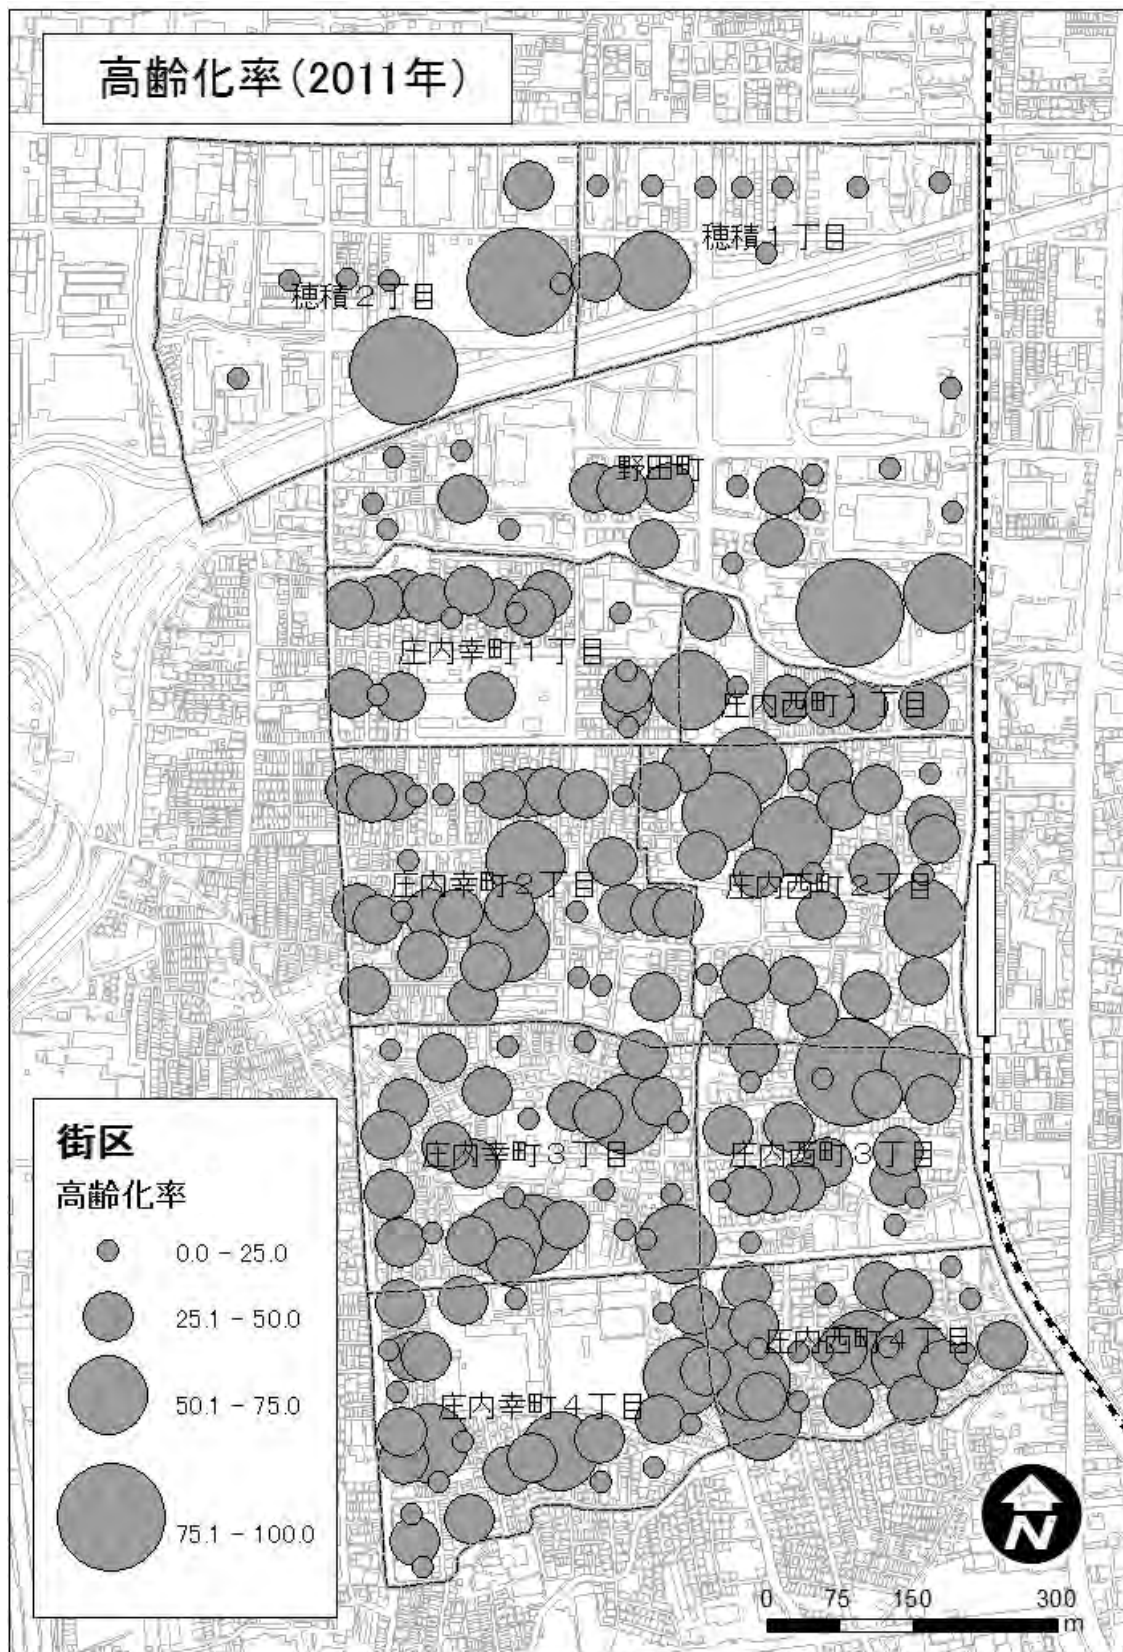 高齢化率(2011年)
穂積1丁目
穂積2丁目
野田町
庄内幸町1丁目
庄内西町1丁目
庄内幸町2丁目
庄内西町2丁目
庄内幸町3丁目
庄内西町3丁目
庄内西町4丁目
庄内幸町4丁目
街区
高齢化率
0.0 - 25.0
25.1 - 50.0
50.1 - 75.0
75.1 - 100.0
N
0 75 150 300
m